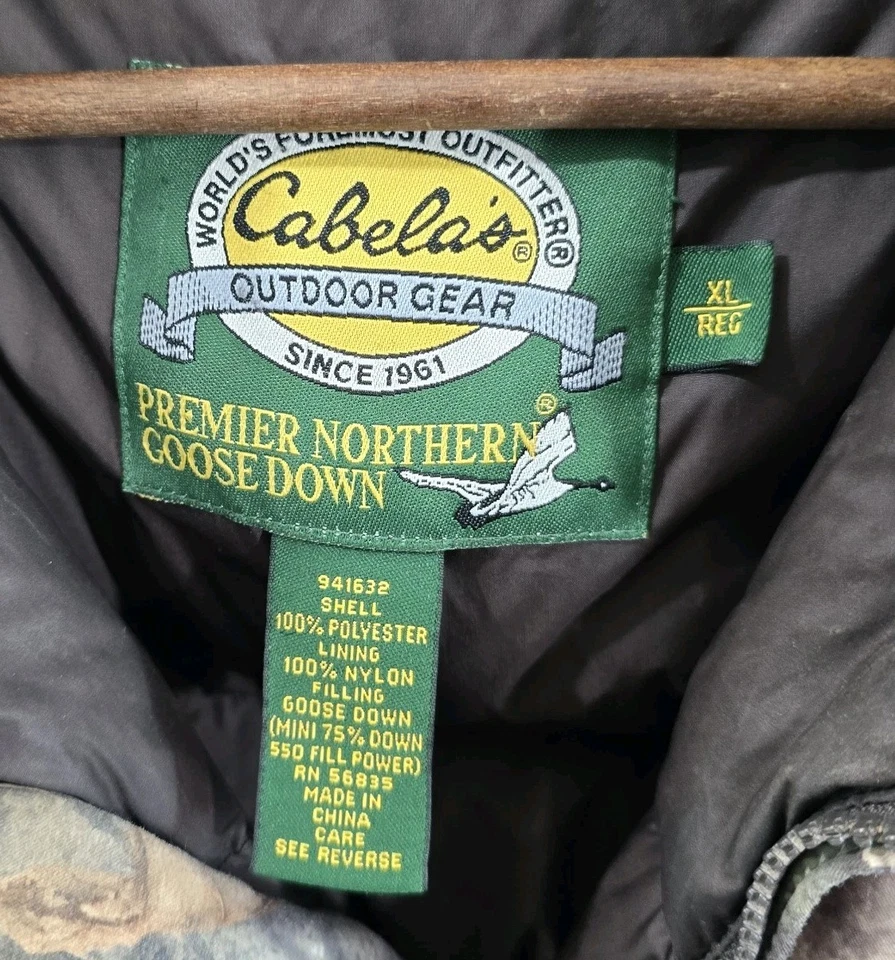 WORLD'S FOREMOST OUTFITTER®
Cabela's®
OUTDOOR GEAR
SINCE 1961
PREMIER NORTHERN®
GOOSE DOWN
XL
REG
941632
SHELL
100% POLYESTER
LINING
100% NYLON
FILLING
GOOSE DOWN
(MINI 75% DOWN
550 FILL POWER)
RN 56835
MADE IN
CHINA
CARE
SEE REVERSE